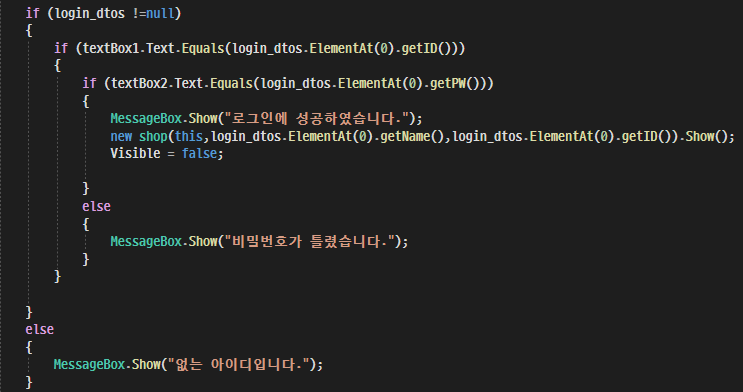 if (login_dtos !=null)
{
if (textBox1.Text.Equals(login_dtos.ElementAt(0).getID()))
{
if (textBox2.Text.Equals(login_dtos.ElementAt(0).getPW()))
{
MessageBox.Show("로그인에 성공하였습니다.");
new shop(this,login_dtos.ElementAt(0).getName(),login_dtos.ElementAt(0).getID()).Show();
Visible = false;
}
else
{
MessageBox.Show("비밀번호가 틀렸습니다.");
}
}
}
else
{
MessageBox.Show("없는 아이디입니다.");
}